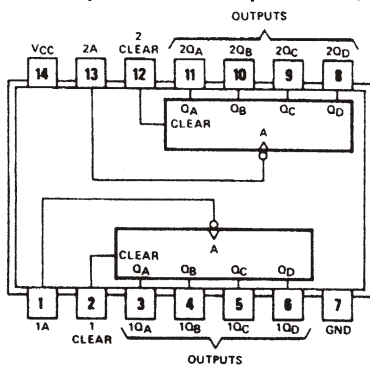 OUTPUTS
VCC 2A 2 CLEAR 2QA 2QB 2QC 2QD
14 13 12 11 10 9 8
QA QB QC QD
CLEAR
A
A
CLEAR
QA QB QC QD
1 2 3 4 5 6 7
1A 1 CLEAR 1QA 1QB 1QC 1QD GND
OUTPUTS